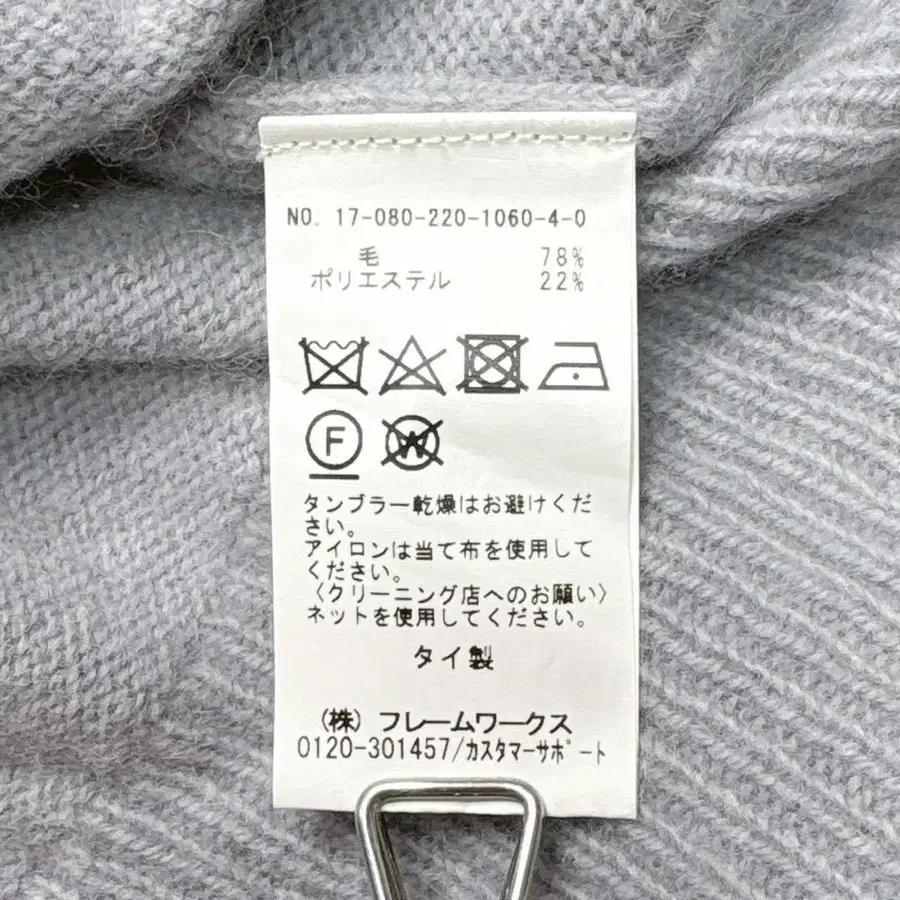 NO. 17-080-220-1060-4-0
毛 78%
ポリエステル 22%
F
W
タンブラー乾燥はお避けくだ
さい。
アイロンは当て布を使用して
ください。
〈クリーニング店へのお願い〉
ネットを使用してください。
タイ製
(株) フレームワークス
0120-301457/カスタマーサポート